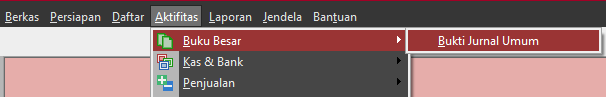 Berkas Persiapan Daftar Aktifitas Laporan Jendela Bantuan
Buku Besar Bukti Jurnal Umum
Kas & Bank
Penjualan